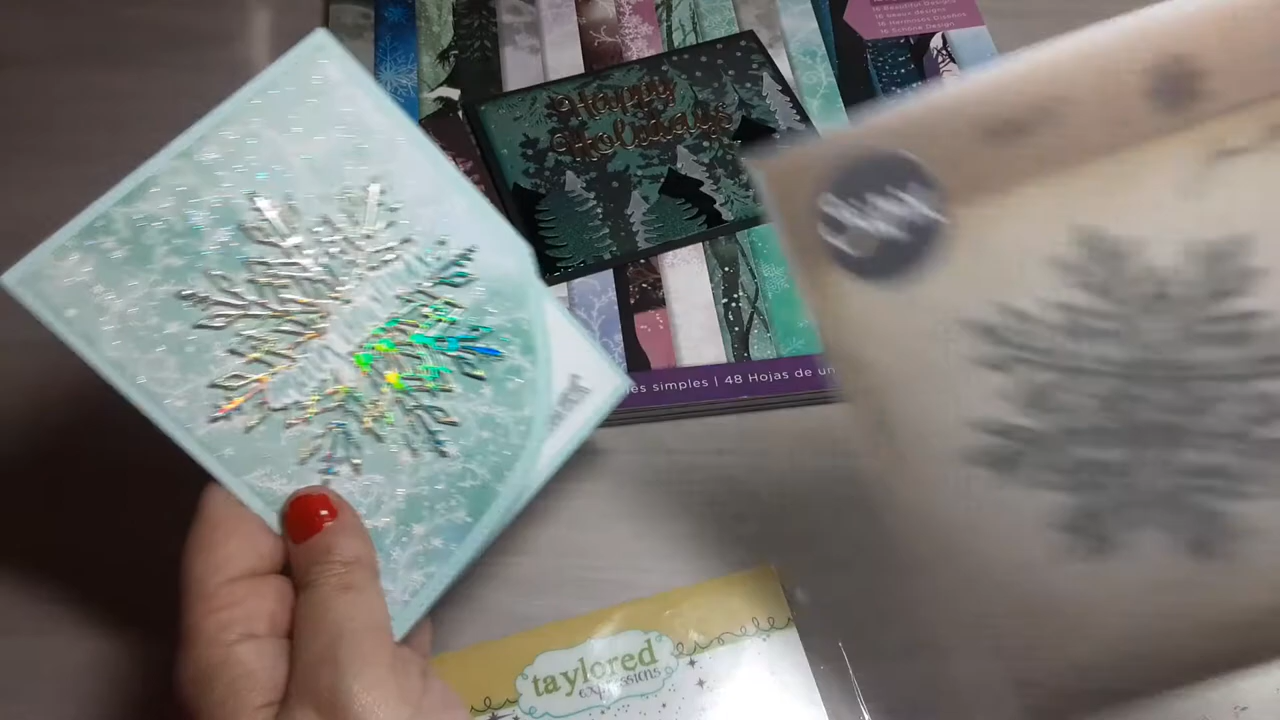 16 Beautiful Designs
16 Beaux designs
16 Hermosos Diseños
16 Schöne Design
Happy
Holidays
es simples | 48 Hojas de un
taylored
expressions